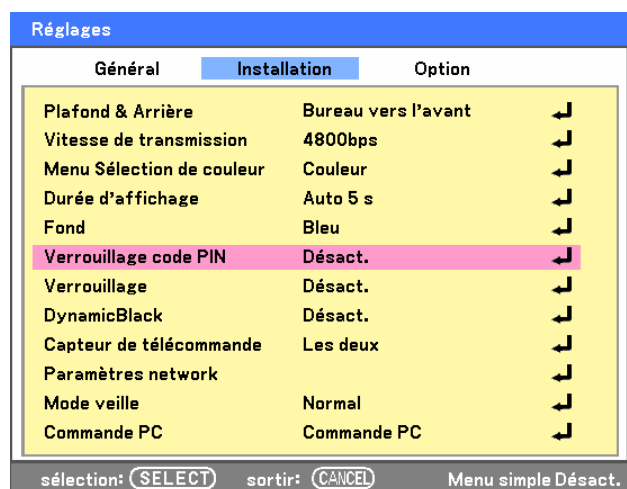 Réglages
Général Installation Option
Plafond & Arrière Bureau vers l'avant
Vitesse de transmission 4800bps
Menu Sélection de couleur Couleur
Durée d'affichage Auto 5 s
Fond Bleu
Verrouillage code PIN Désact.
Verrouillage Désact.
DynamicBlack Désact.
Capteur de télécommande Les deux
Paramètres network
Mode veille Normal
Commande PC Commande PC
sélection: SELECT sortir: CANCEL Menu simple Désact.